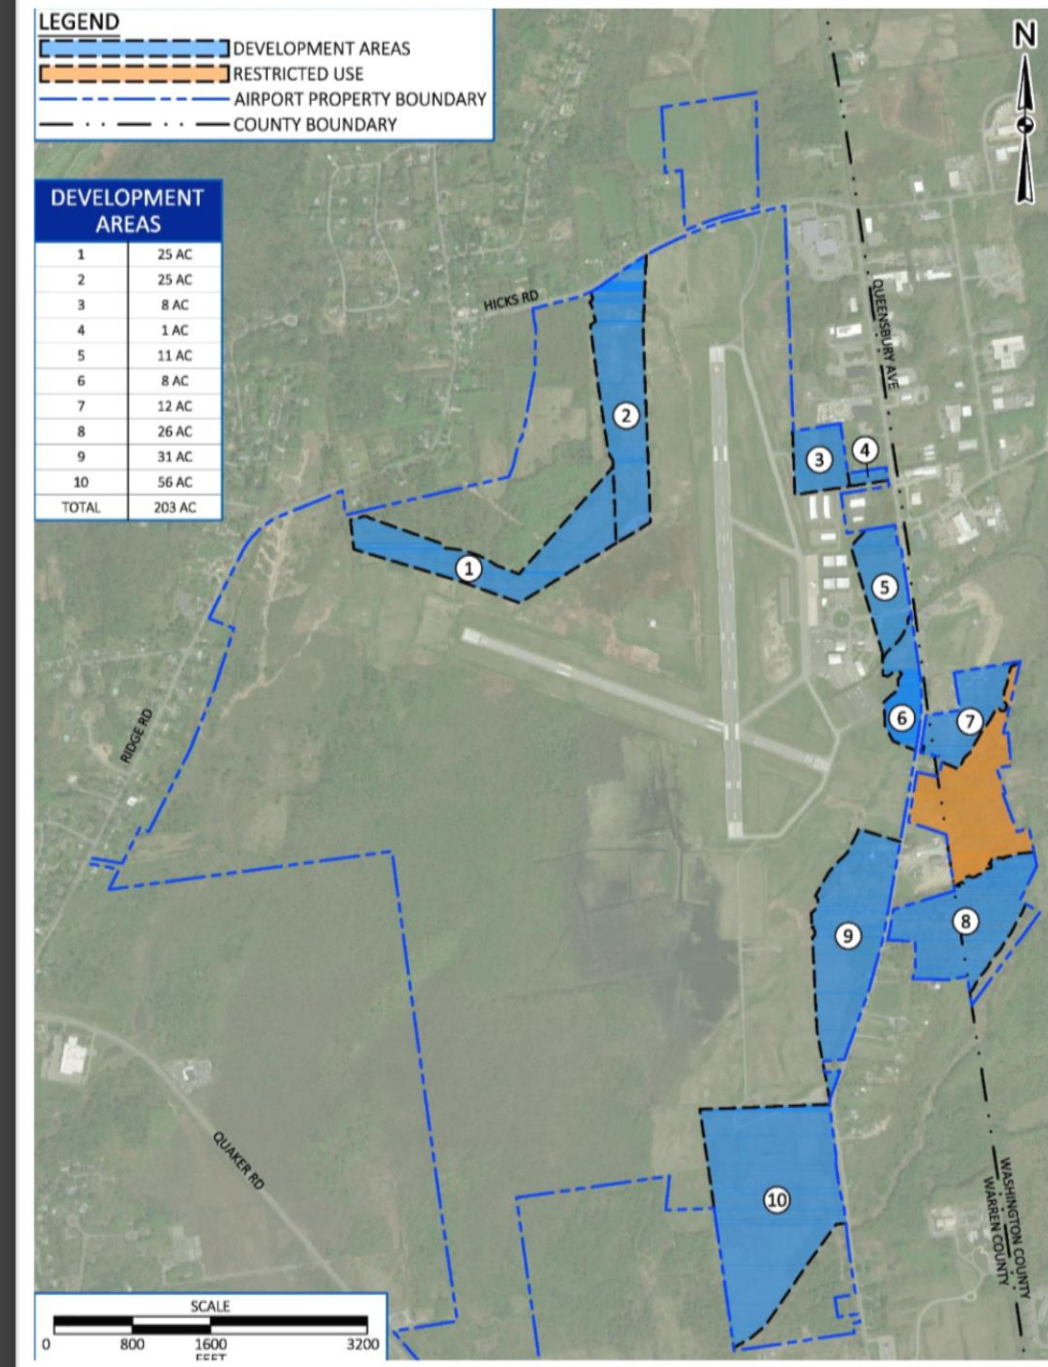 LEGEND
DEVELOPMENT AREAS
RESTRICTED USE
AIRPORT PROPERTY BOUNDARY
COUNTY BOUNDARY
N
DEVELOPMENT
AREAS
1 25 AC
2 25 AC
3 8 AC
4 1 AC
5 11 AC
6 8 AC
7 12 AC
8 26 AC
9 31 AC
10 56 AC
TOTAL 203 AC
HICKS RD
QUEENSBURY AVE
2
3
4
1
5
6
7
RIDGE RD
8
9
10
QUAKER RD
WASHINGTON COUNTY
WARREN COUNTY
SCALE
0 800 1600 3200
FEET